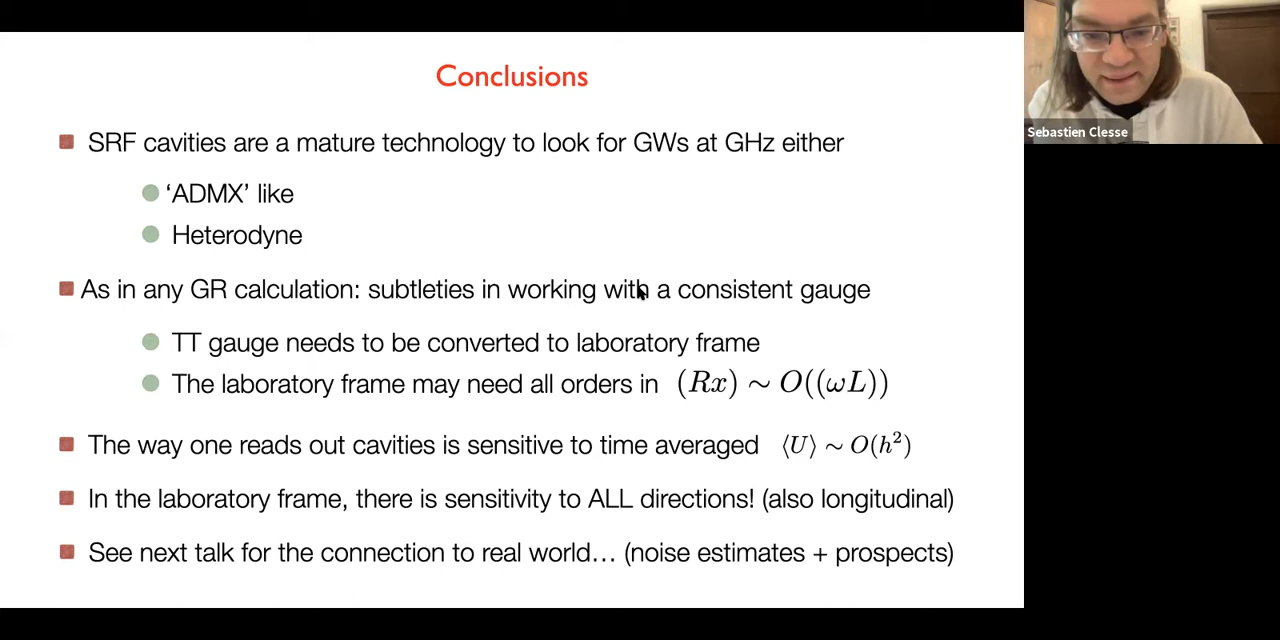 Conclusions
SRF cavities are a mature technology to look for GWs at GHz either
‘ADMX’ like
Heterodyne
As in any GR calculation: subtleties in working with a consistent gauge
TT gauge needs to be converted to laboratory frame
The laboratory frame may need all orders in (Rx) ∼ O((ωL))
The way one reads out cavities is sensitive to time averaged ⟨U⟩ ∼ O(h²)
In the laboratory frame, there is sensitivity to ALL directions! (also longitudinal)
See next talk for the connection to real world… (noise estimates + prospects)
Sebastien Clesse